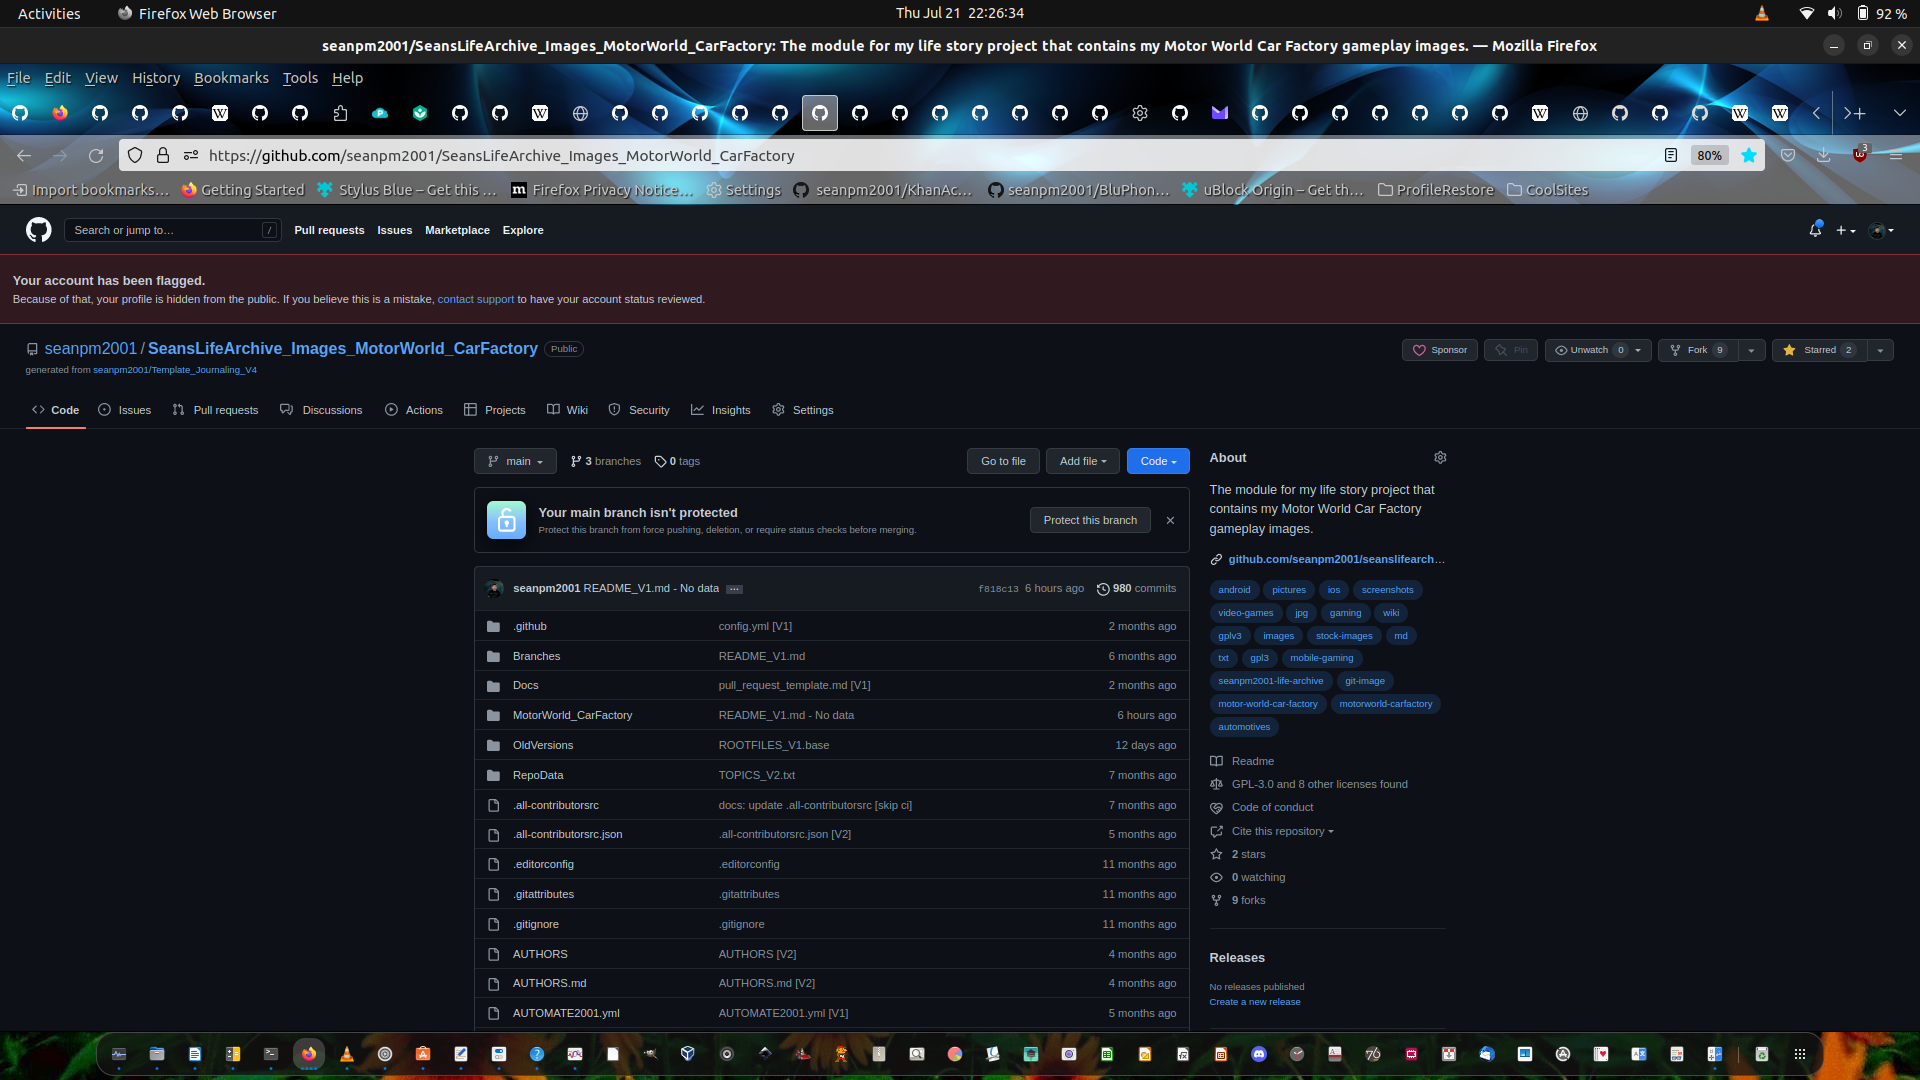 Activities
Firefox Web Browser
Thu Jul 21 22:26:34
92 %
seanpm2001/SeansLifeArchive_Images_MotorWorld_CarFactory: The module for my life story project that contains my Motor World Car Factory gameplay images. — Mozilla Firefox
File Edit View History Bookmarks Tools Help
https://github.com/seanpm2001/SeansLifeArchive_Images_MotorWorld_CarFactory
80%
3
Import bookmarks…
Getting Started
Stylus Blue – Get this …
Firefox Privacy Notice…
Settings
seanpm2001/KhanAc…
seanpm2001/BluPhon…
uBlock Origin – Get th…
ProfileRestore
CoolSites
Search or jump to…
/
Pull requests
Issues
Marketplace
Explore
Your account has been flagged.
Because of that, your profile is hidden from the public. If you believe this is a mistake, contact support to have your account status reviewed.
seanpm2001 / SeansLifeArchive_Images_MotorWorld_CarFactory Public
generated from seanpm2001/Template_Journaling_V4
Sponsor
Pin
Unwatch 0
Fork 9
Starred 2
Code
Issues
Pull requests
Discussions
Actions
Projects
Wiki
Security
Insights
Settings
main
3 branches
0 tags
Go to file
Add file
Code
Your main branch isn't protected
Protect this branch from force pushing, deletion, or require status checks before merging.
Protect this branch
seanpm2001 README_V1.md - No data …
f818c13 6 hours ago
980 commits
.github config.yml [V1] 2 months ago
Branches README_V1.md 6 months ago
Docs pull_request_template.md [V1] 2 months ago
MotorWorld_CarFactory README_V1.md - No data 6 hours ago
OldVersions ROOTFILES_V1.base 12 days ago
RepoData TOPICS_V2.txt 7 months ago
.all-contributorsrc docs: update .all-contributorsrc [skip ci] 7 months ago
.all-contributorsrc.json .all-contributorsrc.json [V2] 5 months ago
.editorconfig .editorconfig 11 months ago
.gitattributes .gitattributes 11 months ago
.gitignore .gitignore 11 months ago
AUTHORS AUTHORS [V2] 4 months ago
AUTHORS.md AUTHORS.md [V2] 4 months ago
AUTOMATE2001.yml AUTOMATE2001.yml [V1] 5 months ago
About
The module for my life story project that
contains my Motor World Car Factory
gameplay images.
github.com/seanpm2001/seanslifearch…
android pictures ios screenshots
video-games jpg gaming wiki
gplv3 images stock-images md
txt gpl3 mobile-gaming
seanpm2001-life-archive git-image
motor-world-car-factory motorworld-carfactory
automotives
Readme
GPL-3.0 and 8 other licenses found
Code of conduct
Cite this repository
2 stars
0 watching
9 forks
Releases
No releases published
Create a new release